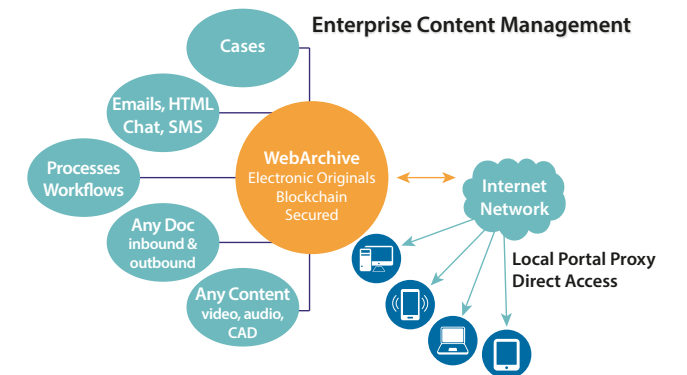 Enterprise Content Management
Cases
Emails, HTML
Chat, SMS
Processes
Workflows
Any Doc
inbound &
outbound
Any Content
video, audio,
CAD
WebArchive
Electronic Originals
Blockchain
Secured
Internet
Network
Local Portal Proxy
Direct Access